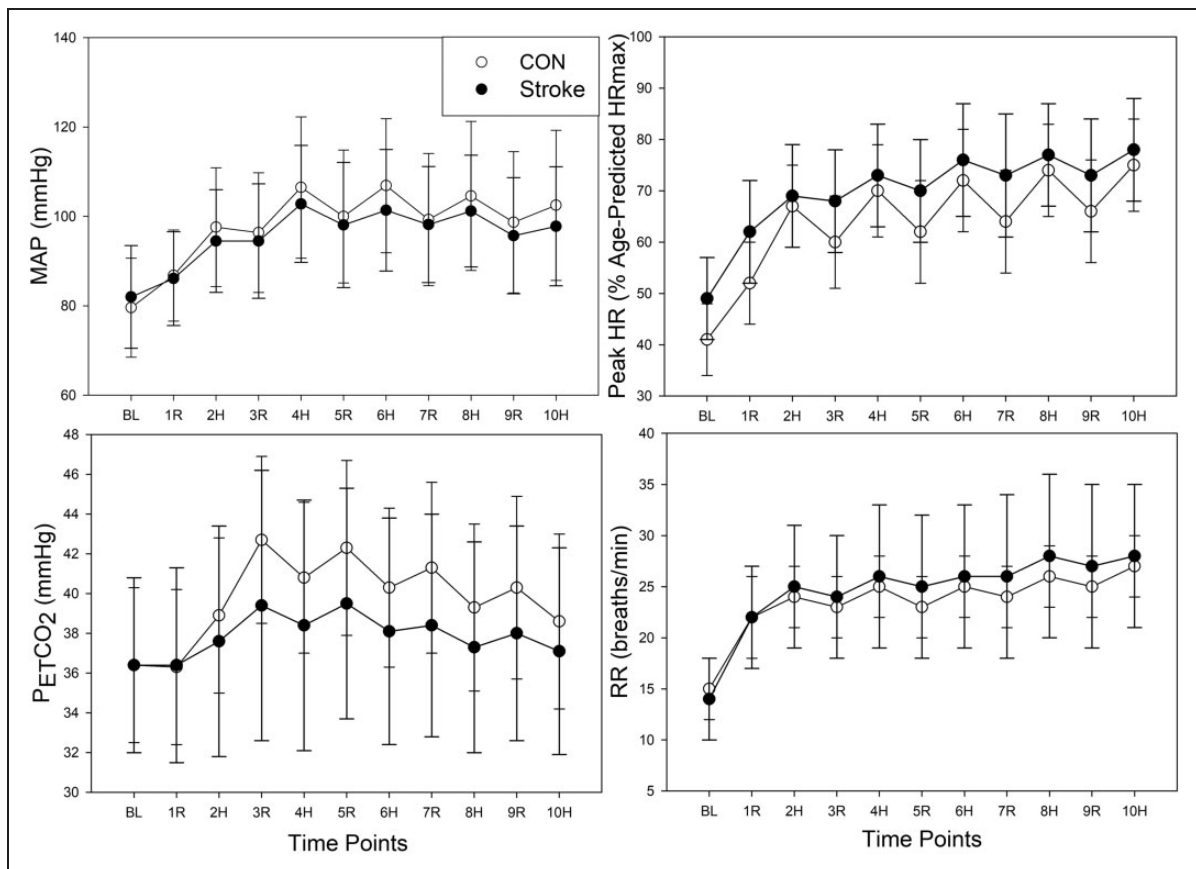 MAP (mmHg)
140
120
100
80
60
CON
Stroke
BL 1R 2H 3R 4H 5R 6H 7R 8H 9R 10H
Peak HR (% Age-Predicted HRmax)
100
90
80
70
60
50
40
30
BL 1R 2H 3R 4H 5R 6H 7R 8H 9R 10H
PETCO2 (mmHg)
48
46
44
42
40
38
36
34
32
30
BL 1R 2H 3R 4H 5R 6H 7R 8H 9R 10H
Time Points
RR (breaths/min)
40
35
30
25
20
15
10
5
BL 1R 2H 3R 4H 5R 6H 7R 8H 9R 10H
Time Points